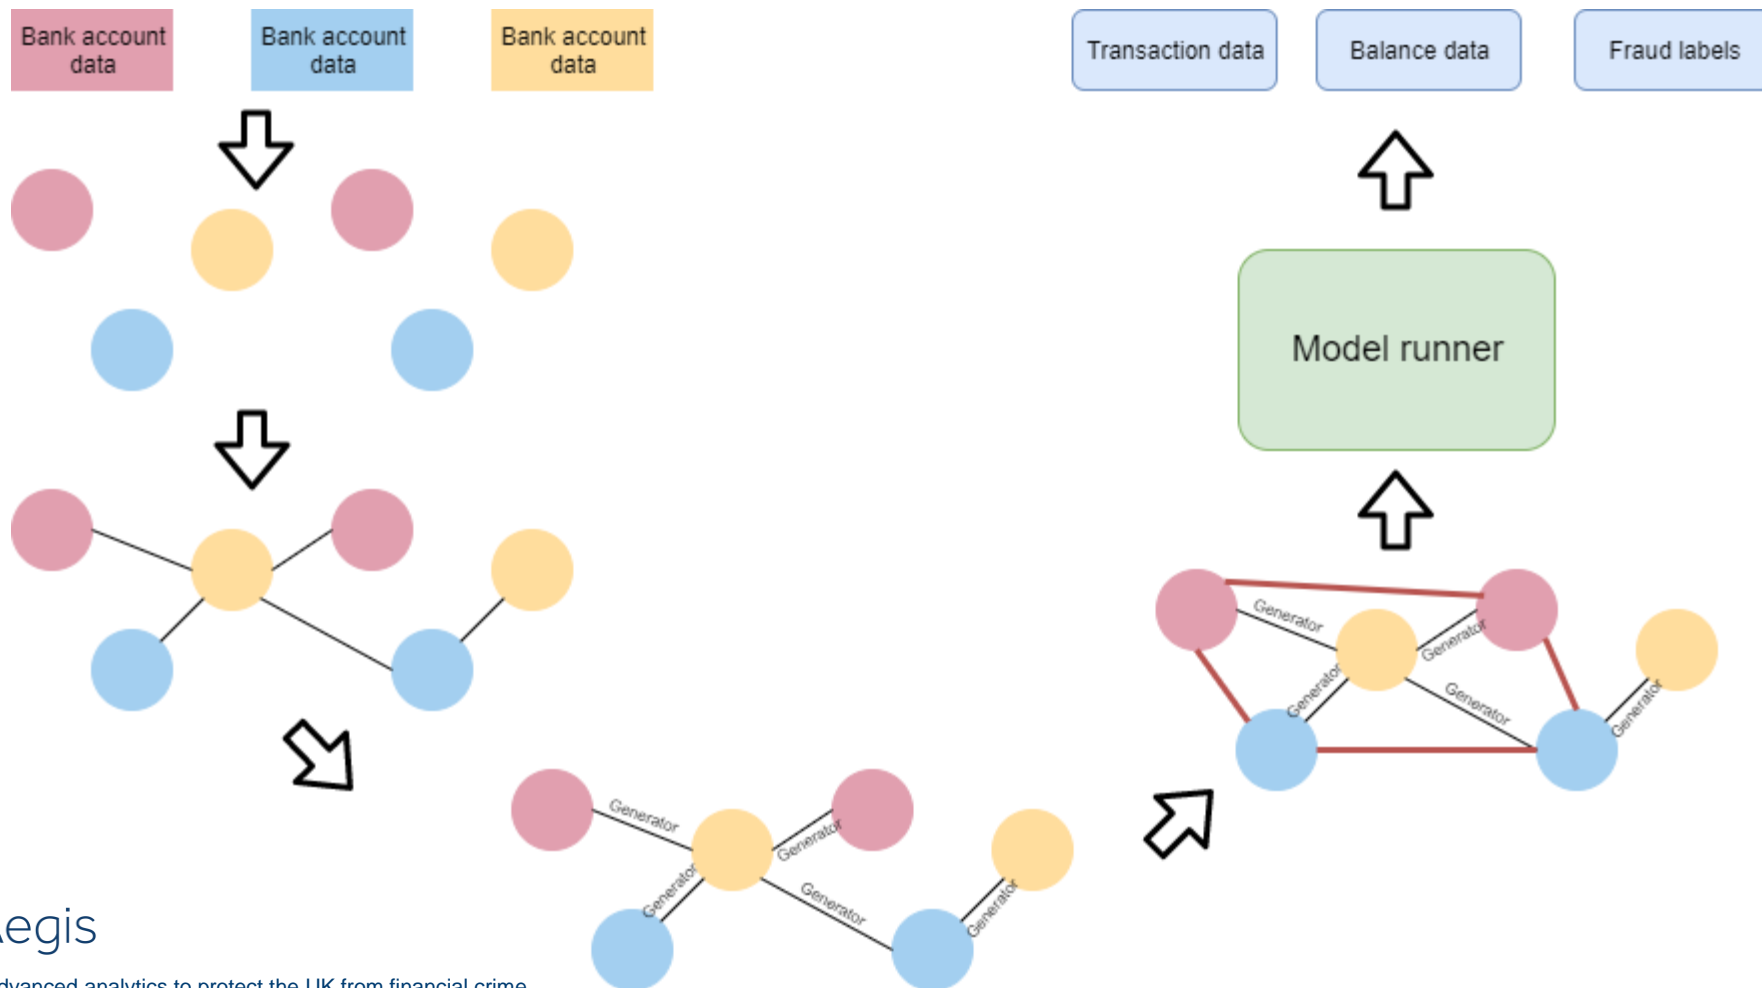 Bank account
data
Bank account
data
Bank account
data
Transaction data
Balance data
Fraud labels
Model runner
Generator
Generator
Generator
Generator
Generator
Generator
Generator
Generator
Generator
Generator
egis
dvanced analytics to protect the UK from financial crime